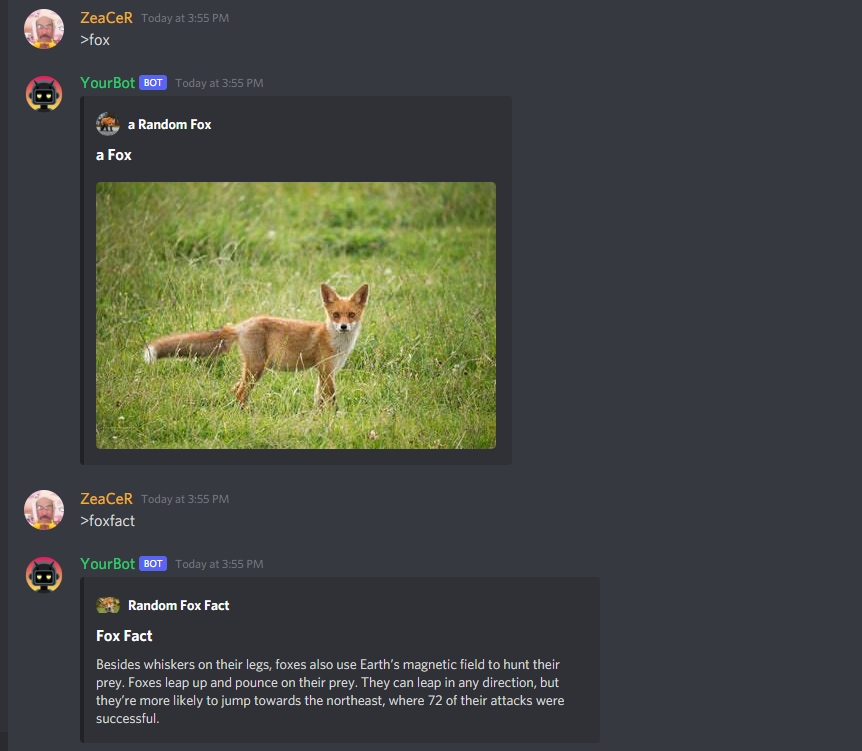 ZeaCeR Today at 3:55 PM
>fox
YourBot BOT Today at 3:55 PM
a Random Fox
a Fox
ZeaCeR Today at 3:55 PM
>foxfact
YourBot BOT Today at 3:55 PM
Random Fox Fact
Fox Fact
Besides whiskers on their legs, foxes also use Earth’s magnetic field to hunt their
prey. Foxes leap up and pounce on their prey. They can leap in any direction, but
they’re more likely to jump towards the northeast, where 72 of their attacks were
successful.